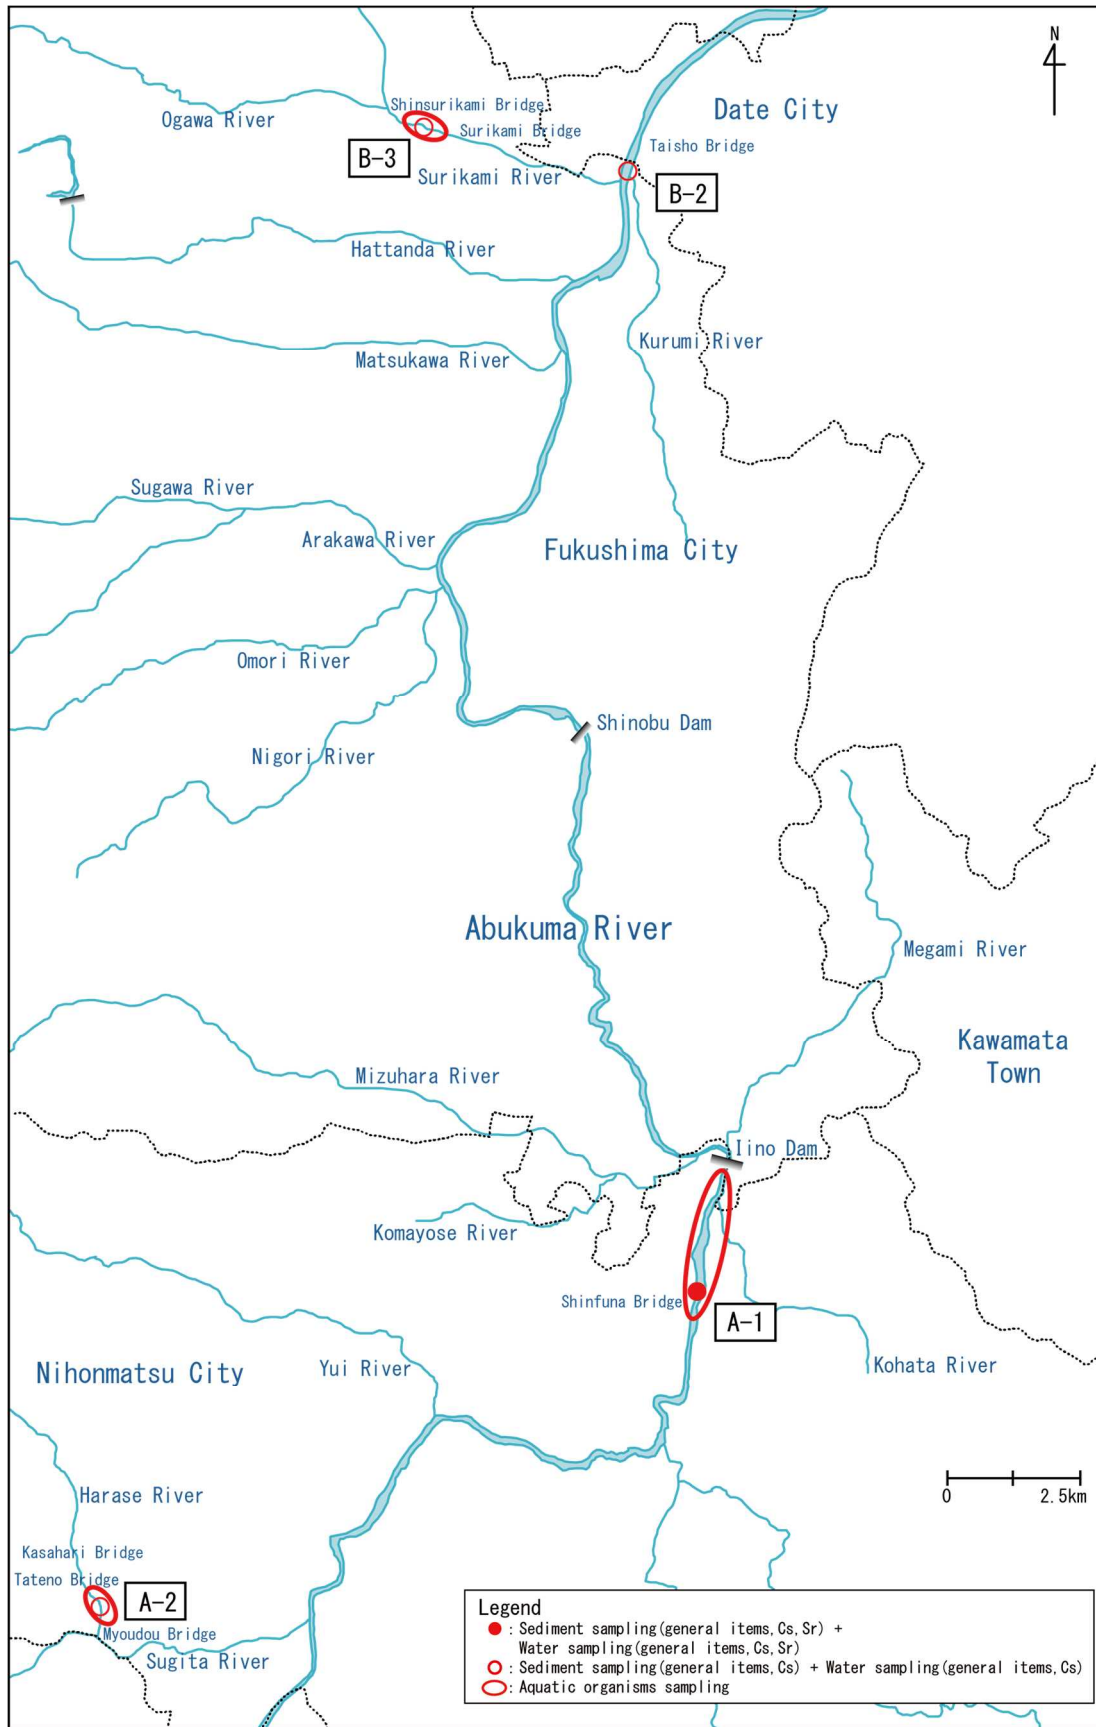 N
Date City
Shinsurikami Bridge
Ogawa River
Surikami Bridge
Taisho Bridge
B-3
Surikami River
B-2
Hattanda River
Kurumi River
Matsukawa River
Sugawa River
Arakawa River
Fukushima City
Omori River
Shinobu Dam
Nigori River
Abukuma River
Megami River
Kawamata
Town
Mizuhara River
Iino Dam
Komayose River
Shinfuna Bridge
A-1
Yui River
Kohata River
Nihonmatsu City
0
2.5km
Harase River
Kasahari Bridge
Tateno Bridge
A-2
Myoudou Bridge
Sugita River
Legend
: Sediment sampling(general items,Cs,Sr) +
Water sampling(general items,Cs,Sr)
: Sediment sampling(general items,Cs) + Water sampling(general items,Cs)
: Aquatic organisms sampling